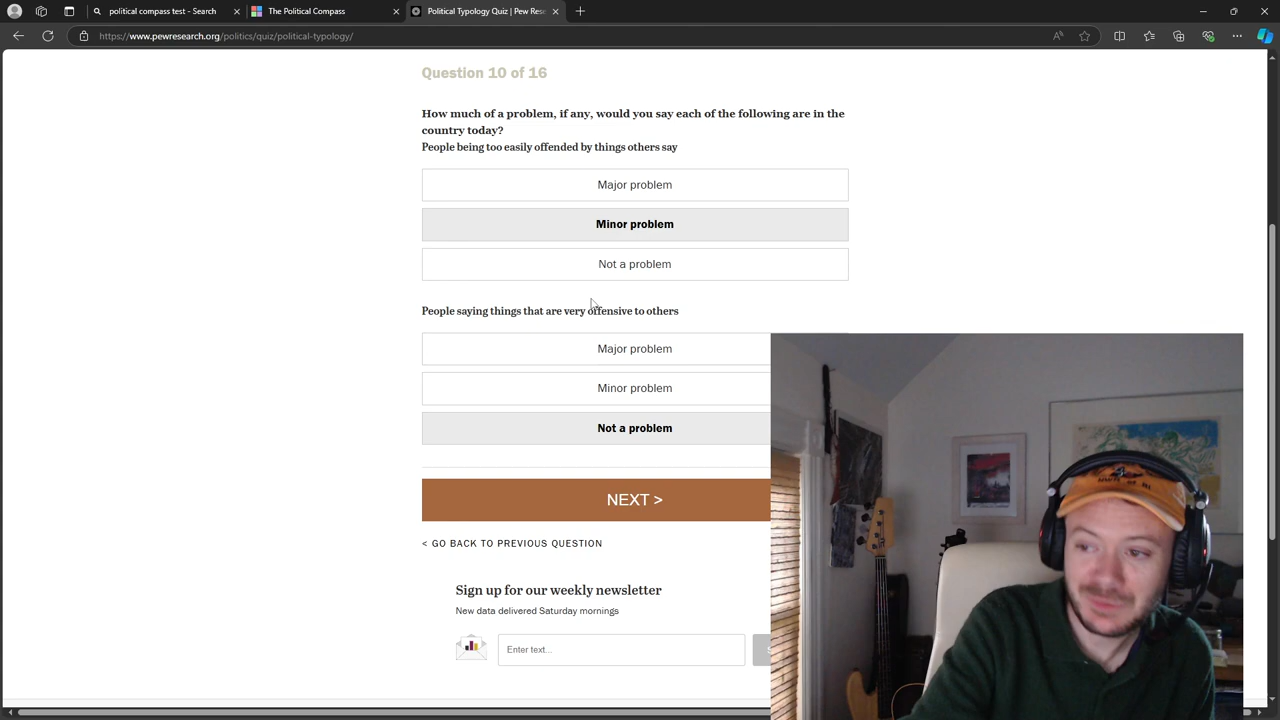 political compass test - Search
The Political Compass
Political Typology Quiz | Pew Res
https://www.pewresearch.org/politics/quiz/political-typology/
Question 10 of 16
How much of a problem, if any, would you say each of the following are in the
country today?
People being too easily offended by things others say
Major problem
Minor problem
Not a problem
People saying things that are very offensive to others
Major problem
Minor problem
Not a problem
NEXT >
< GO BACK TO PREVIOUS QUESTION
Sign up for our weekly newsletter
New data delivered Saturday mornings
Enter text...